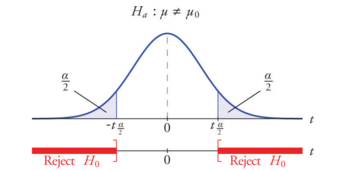 Hₐ : μ ≠ μ₀
α/2
α/2
-t α/2
0
t α/2
t
0
t
Reject H₀
Reject H₀